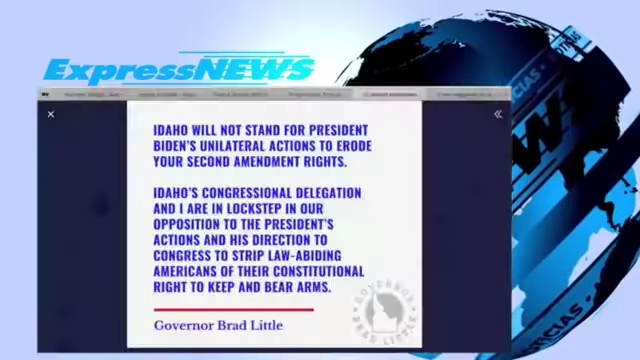 ExpressNEWS
IDAHO WILL NOT STAND FOR PRESIDENT
BIDEN'S UNILATERAL ACTIONS TO ERODE
YOUR SECOND AMENDMENT RIGHTS.
IDAHO'S CONGRESSIONAL DELEGATION
AND I ARE IN LOCKSTEP IN OUR
OPPOSITION TO THE PRESIDENT'S
ACTIONS AND HIS DIRECTION TO
CONGRESS TO STRIP LAW-ABIDING
AMERICANS OF THEIR CONSTITUTIONAL
RIGHT TO KEEP AND BEAR ARMS.
Governor Brad Little
GOVERNOR
BRAD LITTLE